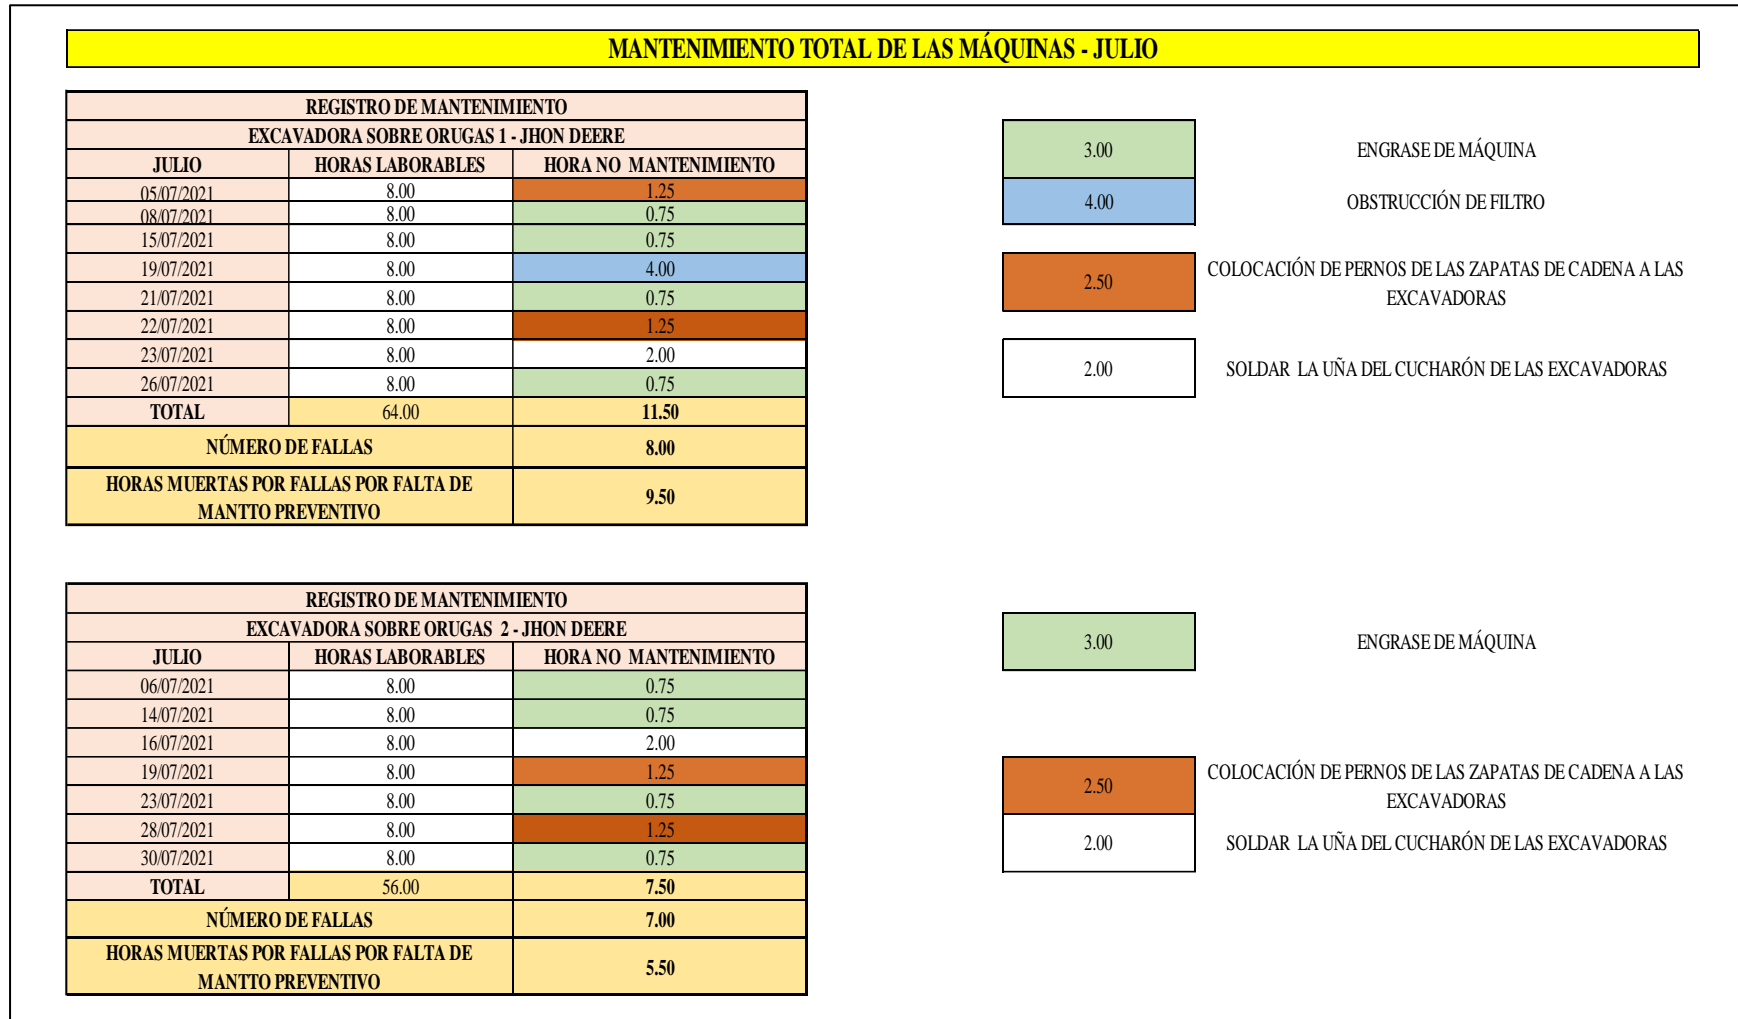 MANTENIMIENTO TOTAL DE LAS MÁQUINAS - JULIO
REGISTRO DE MANTENIMIENTO
EXCAVADORA SOBRE ORUGAS 1 - JHON DEERE
JULIO HORAS LABORABLES HORA NO MANTENIMIENTO
05/07/2021 8.00 1.25
08/07/2021 8.00 0.75
15/07/2021 8.00 0.75
19/07/2021 8.00 4.00
21/07/2021 8.00 0.75
22/07/2021 8.00 1.25
23/07/2021 8.00 2.00
26/07/2021 8.00 0.75
TOTAL 64.00 11.50
NÚMERO DE FALLAS 8.00
HORAS MUERTAS POR FALLAS POR FALTA DE
MANTTO PREVENTIVO 9.50
3.00 ENGRASE DE MÁQUINA
4.00 OBSTRUCCIÓN DE FILTRO
2.50 COLOCACIÓN DE PERNOS DE LAS ZAPATAS DE CADENA A LAS
EXCAVADORAS
2.00 SOLDAR LA UÑA DEL CUCHARÓN DE LAS EXCAVADORAS
REGISTRO DE MANTENIMIENTO
EXCAVADORA SOBRE ORUGAS 2 - JHON DEERE
JULIO HORAS LABORABLES HORA NO MANTENIMIENTO
06/07/2021 8.00 0.75
14/07/2021 8.00 0.75
16/07/2021 8.00 2.00
19/07/2021 8.00 1.25
23/07/2021 8.00 0.75
28/07/2021 8.00 1.25
30/07/2021 8.00 0.75
TOTAL 56.00 7.50
NÚMERO DE FALLAS 7.00
HORAS MUERTAS POR FALLAS POR FALTA DE
MANTTO PREVENTIVO 5.50
3.00 ENGRASE DE MÁQUINA
2.50 COLOCACIÓN DE PERNOS DE LAS ZAPATAS DE CADENA A LAS
EXCAVADORAS
2.00 SOLDAR LA UÑA DEL CUCHARÓN DE LAS EXCAVADORAS